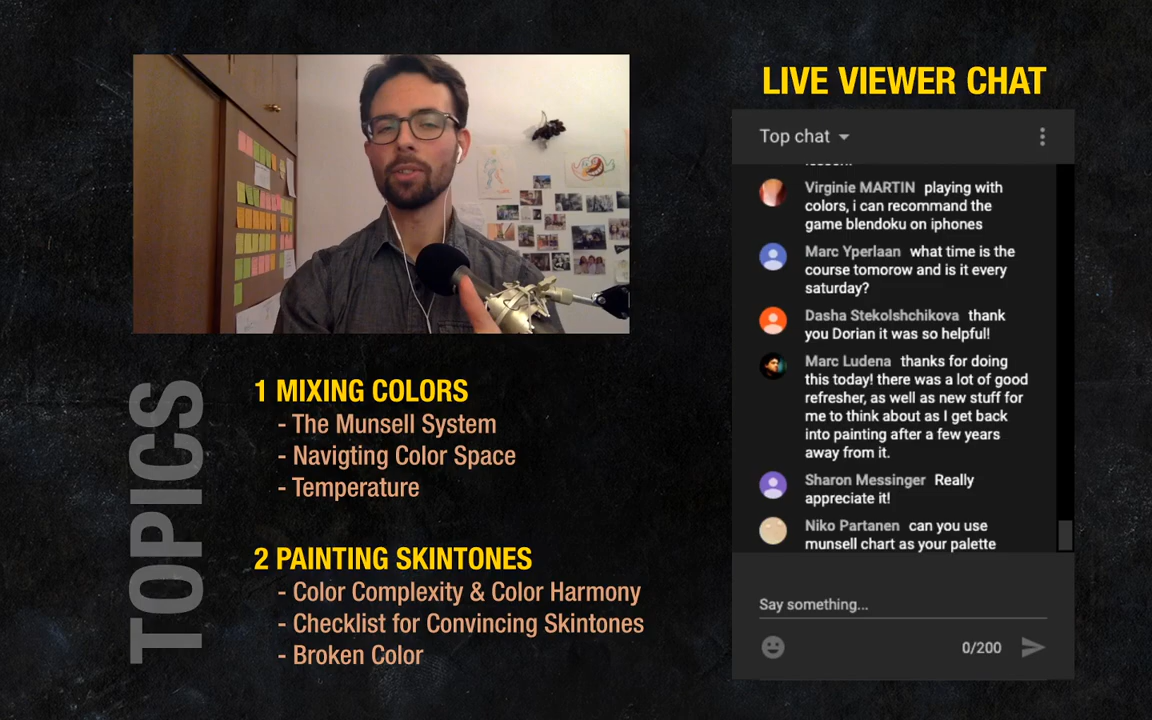 LIVE VIEWER CHAT
Top chat
Virginie MARTIN playing with
colors, i can recommand the
game blendoku on iphones
Marc Yperlaan what time is the
course tomorow and is it every
saturday?
Dasha Stekolshchikova thank
you Dorian it was so helpful!
Marc Ludena thanks for doing
this today! there was a lot of good
refresher, as well as new stuff for
me to think about as I get back
into painting after a few years
away from it.
Sharon Messinger Really
appreciate it!
Niko Partanen can you use
munsell chart as your palette
Say something...
0/200
TOPICS
1 MIXING COLORS
- The Munsell System
- Navigting Color Space
- Temperature
2 PAINTING SKINTONES
- Color Complexity & Color Harmony
- Checklist for Convincing Skintones
- Broken Color